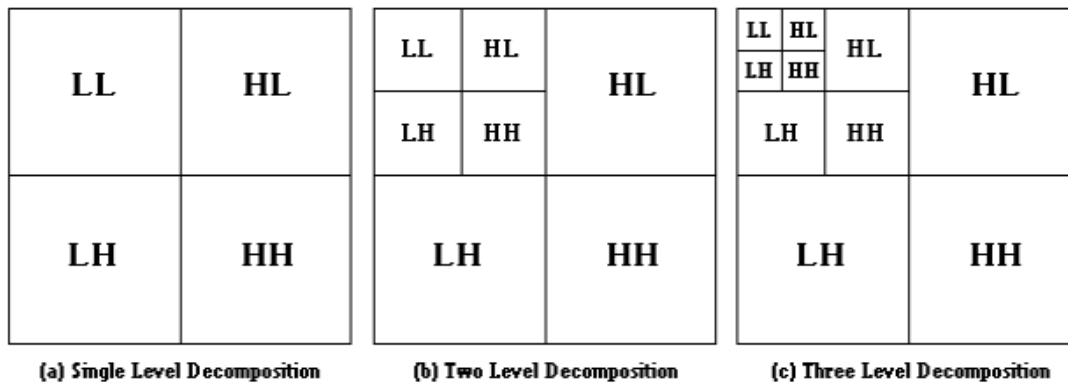 LL HL
LH HH
(a) Single Level Decomposition
LL HL
HL
LH HH
LH HH
(b) Two Level Decomposition
LL HL
HL
HL
LH HH
LH HH
LH HH
(c) Three Level Decomposition